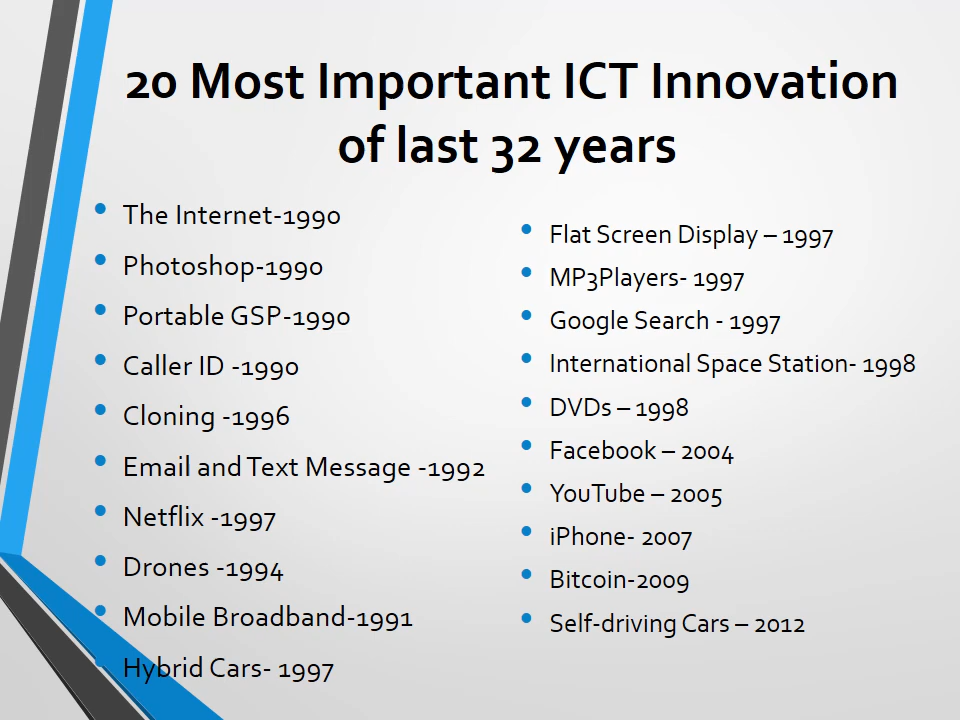 20 Most Important ICT Innovation
of last 32 years
• The Internet-1990
• Photoshop-1990
• Portable GSP-1990
• Caller ID -1990
• Cloning -1996
• Email and Text Message -1992
• Netflix -1997
• Drones -1994
• Mobile Broadband-1991
• Hybrid Cars- 1997
• Flat Screen Display – 1997
• MP3Players- 1997
• Google Search - 1997
• International Space Station- 1998
• DVDs – 1998
• Facebook – 2004
• YouTube – 2005
• iPhone- 2007
• Bitcoin-2009
• Self-driving Cars – 2012